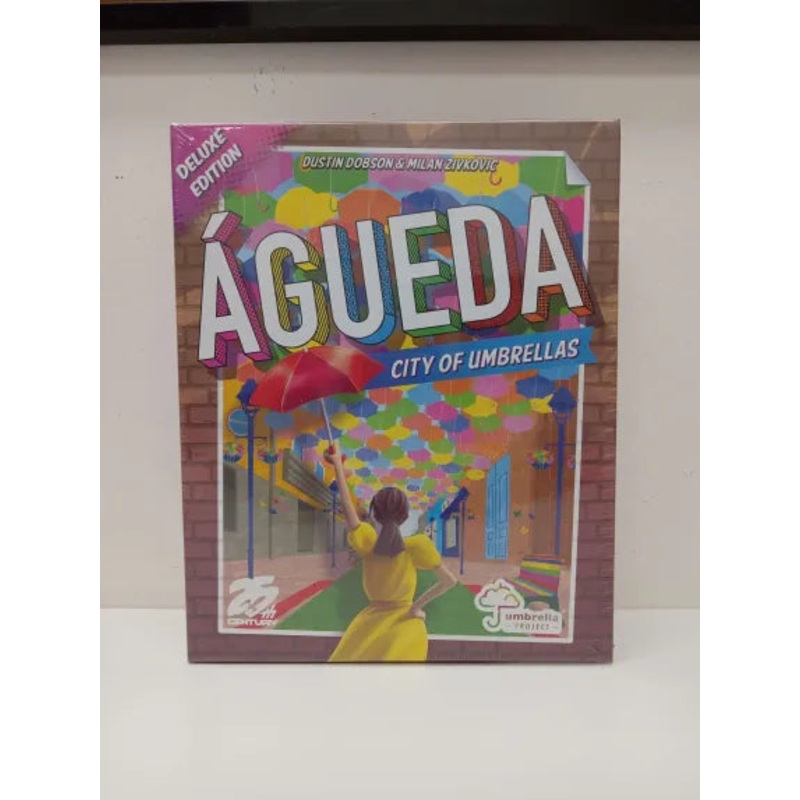 DELUXE
EDITION
DUSTIN DOBSON & MILAN ZIVKOVIC
ÁGUEDA
CITY OF UMBRELLAS
25th
CENTURY
umbrella
PROJECT